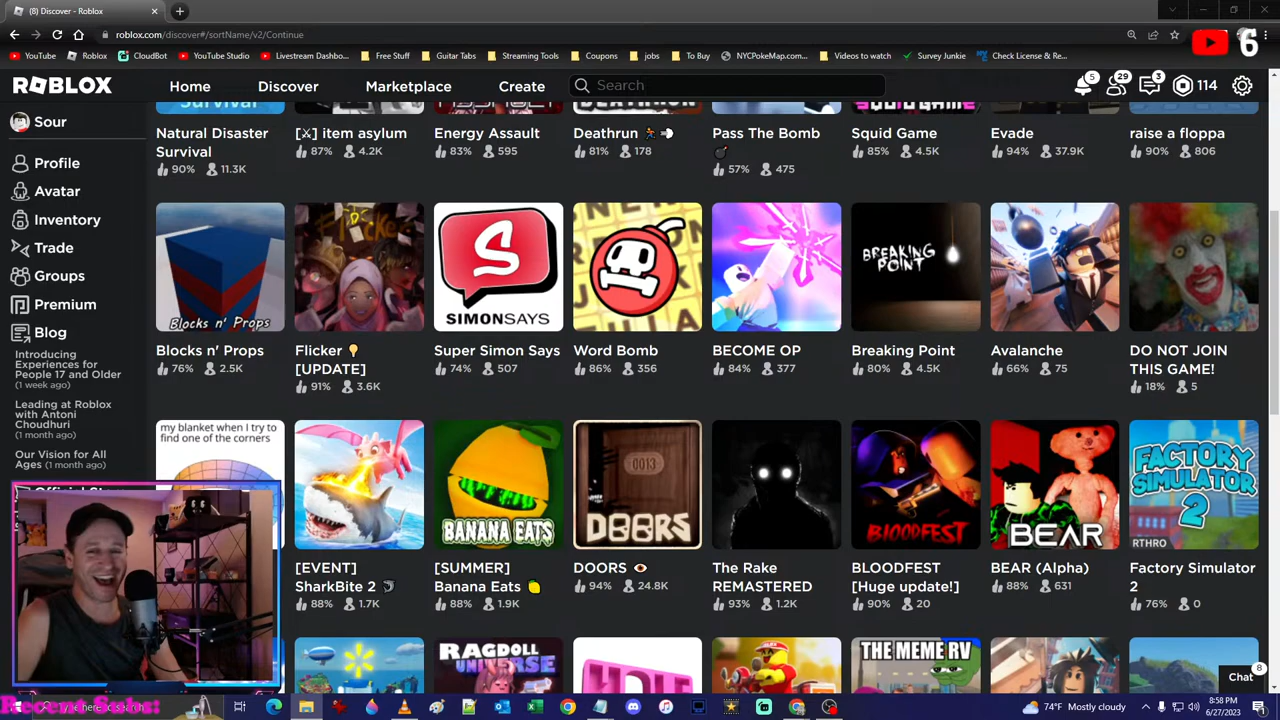 (8) Discover - Roblox
roblox.com/discover#/sortName/v2/Continue
YouTube Roblox CloudBot YouTube Studio Livestream Dashbo... Free Stuff Guitar Tabs Streaming Tools Coupons jobs To Buy NYCPokeMap.com Videos to watch Survey Junkie Check License & Re...
6
ROBLOX Home Discover Marketplace Create Search 5 29 3 114
Sour
Profile
Avatar
Inventory
Trade
Groups
Premium
Blog
Introducing
Experiences for
People 17 and Older
(1 week ago)
Leading at Roblox
with Antoni
Choudhuri
(1 month ago)
Our Vision for All
Ages (1 month ago)
Natural Disaster
Survival
90% 11.3K
[⚔] item asylum
87% 4.2K
Energy Assault
83% 595
Deathrun
81% 178
Pass The Bomb
57% 475
Squid Game
85% 4.5K
Evade
94% 37.9K
raise a floppa
90% 806
Blocks n' Props
Blocks n' Props
76% 2.5K
Flicker
[UPDATE]
91% 3.6K
S
SIMON SAYS
Super Simon Says
74% 507
Word Bomb
86% 356
BECOME OP
84% 377
BREAKING
POINT
Breaking Point
80% 4.5K
Avalanche
66% 75
DO NOT JOIN
THIS GAME!
18% 5
my blanket when I try to
find one of the corners
[EVENT]
SharkBite 2
88% 1.7K
BANANA EATS
[SUMMER]
Banana Eats
88% 1.9K
0013
DOORS
DOORS
94% 24.8K
The Rake
REMASTERED
93% 1.2K
BLOODFEST
BLOODFEST
[Huge update!]
90% 20
BEAR
BEAR (Alpha)
88% 631
FACTORY
SIMULATOR
2
RTHRO
Factory Simulator
2
76% 0
RAGDOLL
UNIVERSE
THE MEME RV
Chat 8
Recent Subs:
74°F Mostly cloudy
8:58 PM
6/27/2023